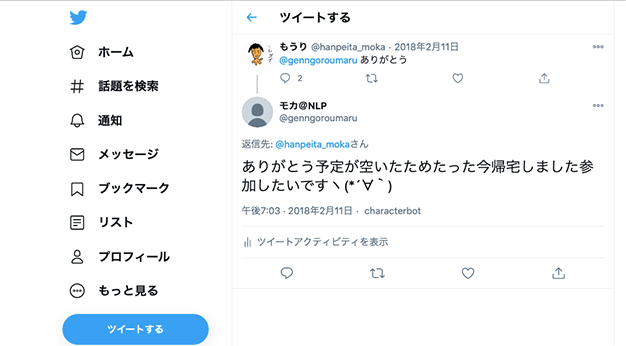 ホーム
話題を検索
通知
メッセージ
ブックマーク
リスト
プロフィール
もっと見る
ツイートする
ツイートする
もうり @hanpeita_moka · 2018年2月11日
@genngoroumaru ありがとう
2
モカ@NLP
@genngoroumaru
返信先: @hanpeita_mokaさん
ありがとう予定が空いたためたった今帰宅しました参
加したいですヽ(*´∀｀)
午後7:03 · 2018年2月11日 · characterbot
ツイートアクティビティを表示